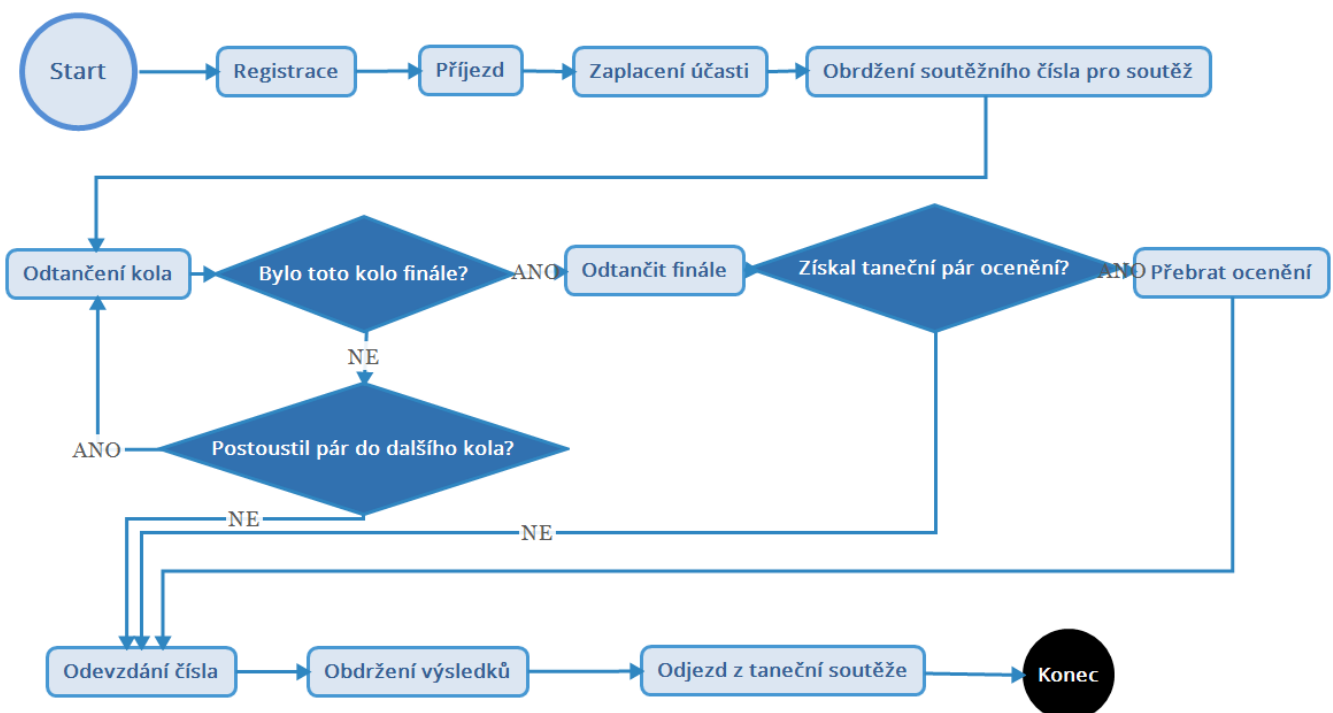 Start
Registrace
Příjezd
Zaplacení účasti
Obrdžení soutěžního čísla pro soutěž
Odtančení kola
Bylo toto kolo finále?
ANO
Odtančit finále
Získal taneční pár ocenění?
ANO
Přebrat ocenění
NE
Postoustil pár do dalšího kola?
ANO
NE
NE
Odevzdání čísla
Obdržení výsledků
Odjezd z taneční soutěže
Konec